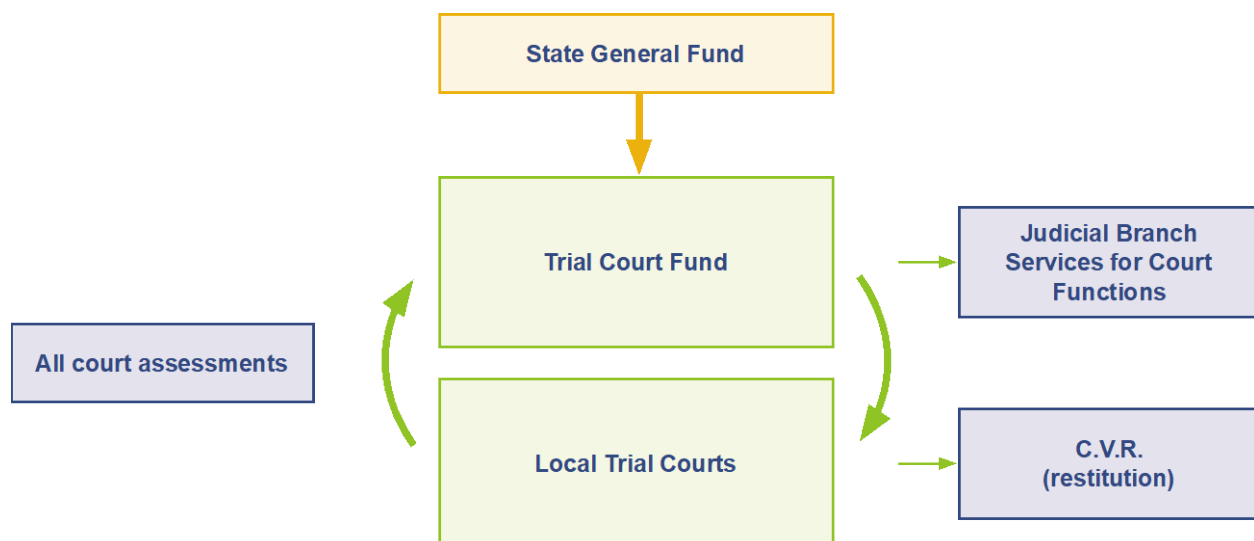 State General Fund
Trial Court Fund
Judicial Branch
Services for Court
Functions
All court assessments
Local Trial Courts
C.V.R.
(restitution)